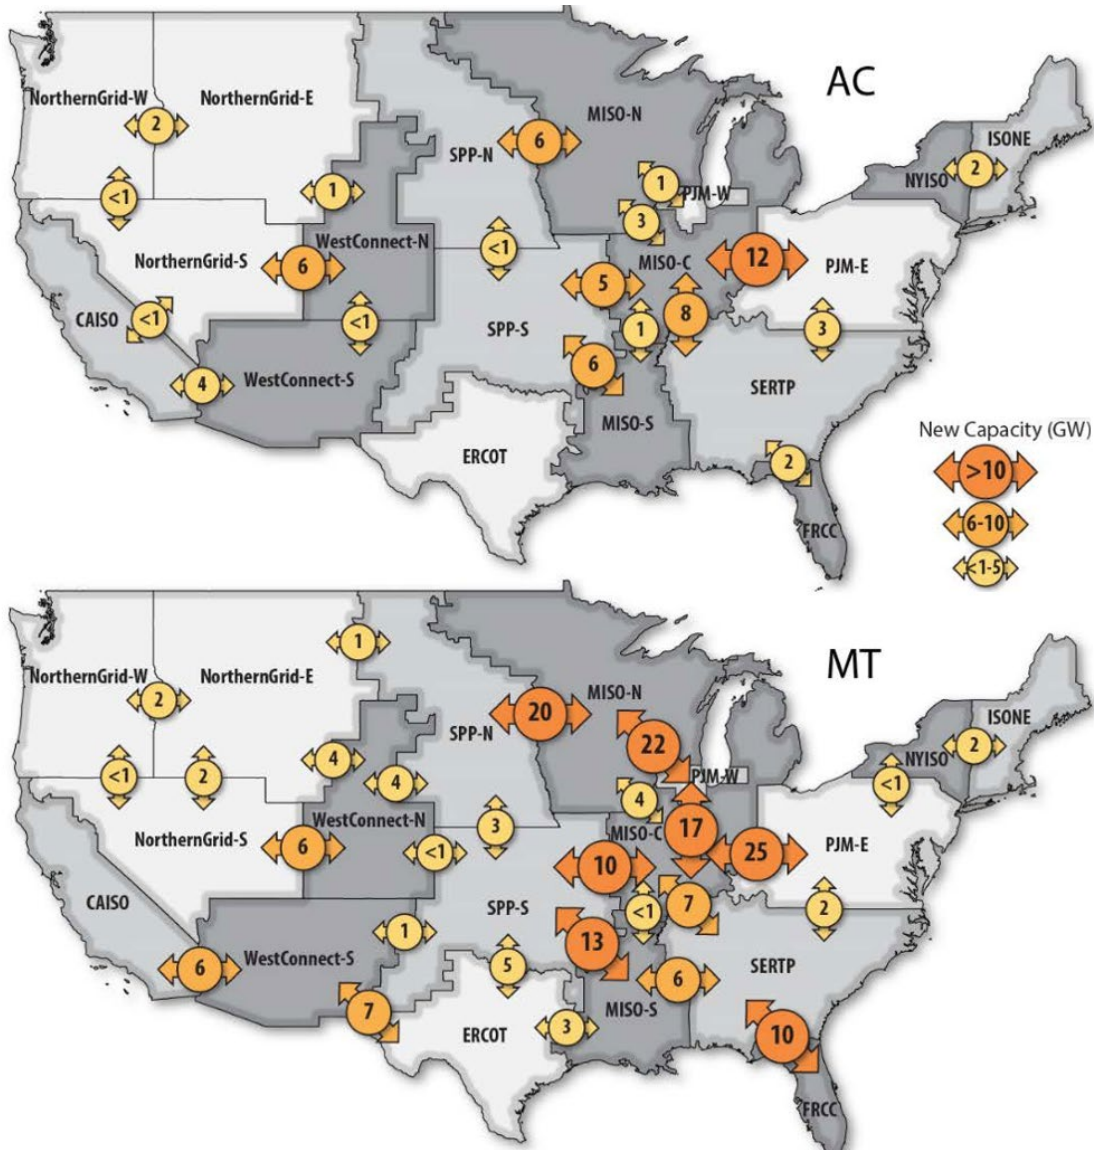 AC
NorthernGrid-W
NorthernGrid-E
MISO-N
SPP-N
ISONE
NYISO
PJM-W
2
6
1
2
<1
1
3
WestConnect-N
<1
MISO-C
12
PJM-E
NorthernGrid-S
6
5
CAISO
<1
<1
SPP-S
1
8
3
4
WestConnect-S
6
SERTP
MISO-S
ERCOT
2
FRCC
New Capacity (GW)
>10
6-10
<1-5
MT
NorthernGrid-W
NorthernGrid-E
1
MISO-N
2
SPP-N
20
22
ISONE
NYISO
2
<1
2
4
4
4
PJM-W
<1
WestConnect-N
3
MISO-C
17
NorthernGrid-S
6
<1
10
25
PJM-E
CAISO
SPP-S
<1
7
2
1
13
WestConnect-S
6
5
6
SERTP
7
MISO-S
ERCOT
3
10
FRCC